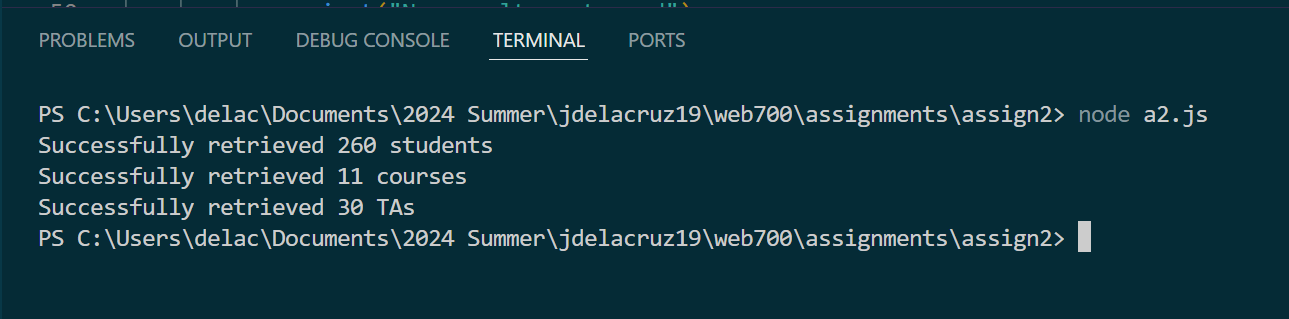 PROBLEMS OUTPUT DEBUG CONSOLE TERMINAL PORTS
PS C:\Users\delac\Documents\2024 Summer\jdelacruz19\web700\assignments\assign2> node a2.js
Successfully retrieved 260 students
Successfully retrieved 11 courses
Successfully retrieved 30 TAs
PS C:\Users\delac\Documents\2024 Summer\jdelacruz19\web700\assignments\assign2>